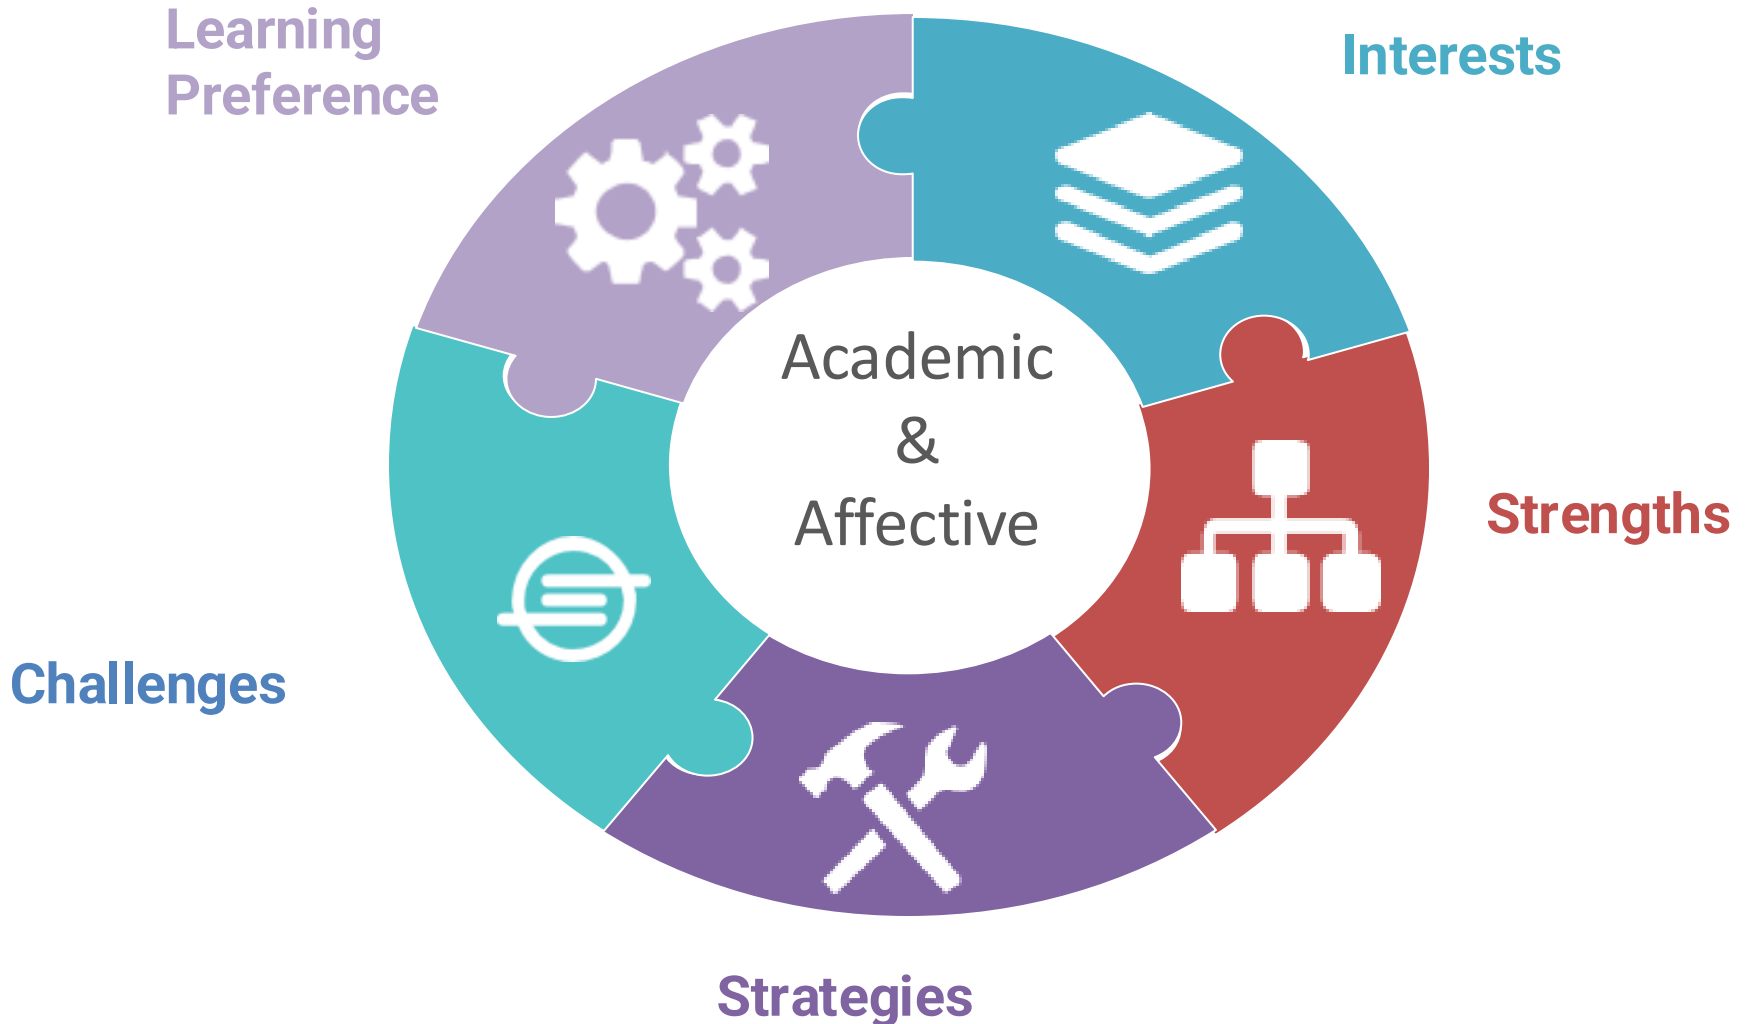 Learning
Preference
Interests
Academic
&
Affective
Strengths
Challenges
Strategies